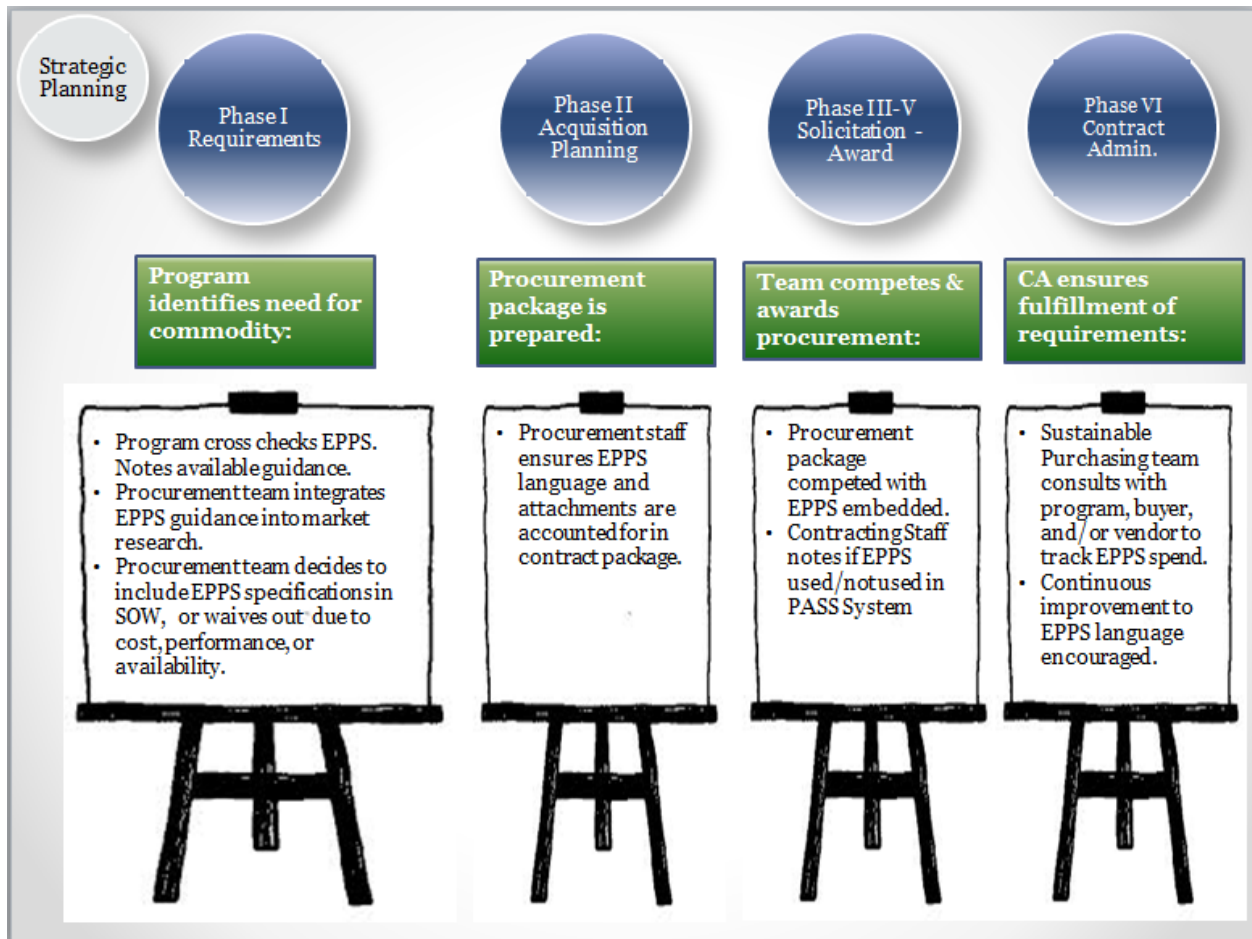 Strategic
Planning
Phase I
Requirements
Phase II
Acquisition
Planning
Phase III-V
Solicitation -
Award
Phase VI
Contract
Admin.
Program
identifies need for
commodity:
Procurement
package is
prepared:
Team competes &
awards
procurement:
CA ensures
fulfillment of
requirements:
• Program cross checks EPPS.
Notes available guidance.
• Procurement team integrates
EPPS guidance into market
research.
• Procurement team decides to
include EPPS specifications in
SOW, or waives out due to
cost, performance, or
availability.
• Procurement staff
ensures EPPS
language and
attachments are
accounted for in
contract package.
• Procurement
package
competed with
EPPS embedded.
• Contracting Staff
notes if EPPS
used/not used in
PASS System
• Sustainable
Purchasing team
consults with
program, buyer,
and/or vendor to
track EPPS spend.
• Continuous
improvement to
EPPS language
encouraged.